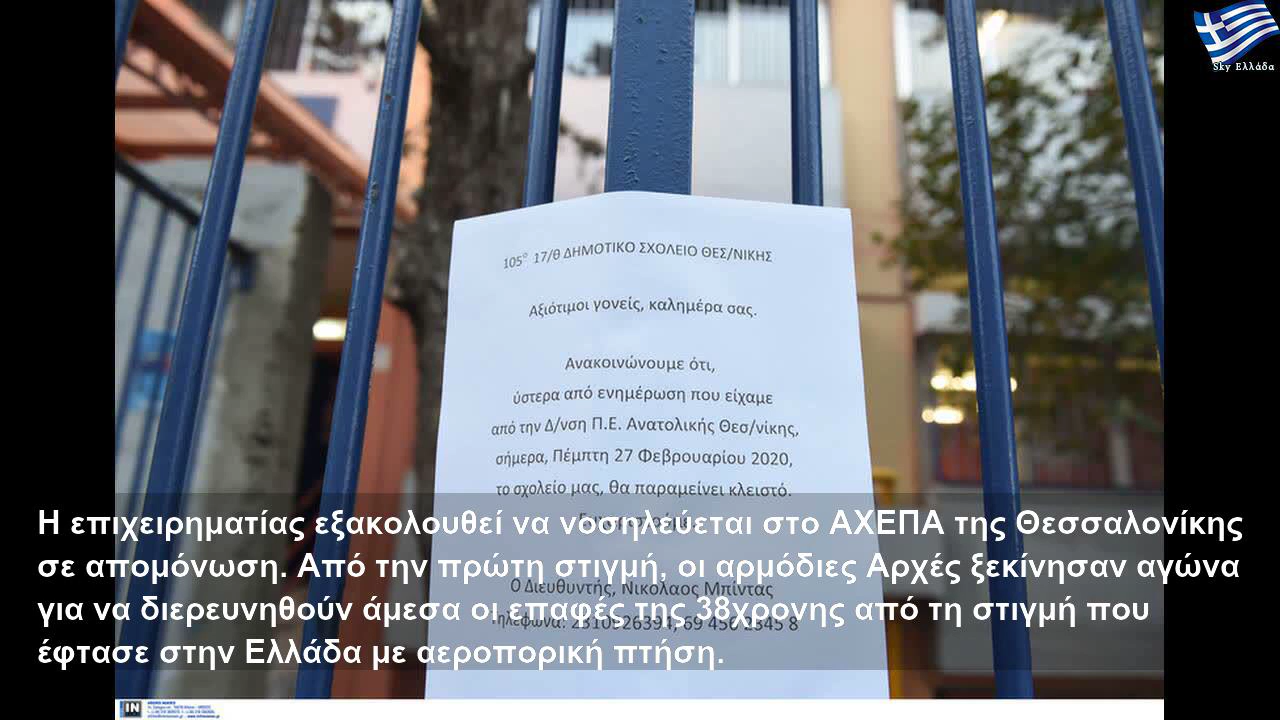 Sky Ελλάδα
105° 17/θ ΔΗΜΟΤΙΚΟ ΣΧΟΛΕΙΟ ΘΕΣ/ΝΙΚΗΣ
Αξιότιμοι γονείς, καλημέρα σας.
Ανακοινώνουμε ότι,
ύστερα από ενημέρωση που είχαμε
από την Δ/νση Π.Ε. Ανατολικής Θεσ/νίκης,
σήμερα, Πέμπτη 27 Φεβρουαρίου 2020,
το σχολείο μας, θα παραμείνει κλειστό.
Ο Διευθυντής, Νικόλαος Μπίντας
Τηλέφωνα:
Η επιχειρηματίας εξακολουθεί να νοσηλεύεται στο ΑΧΕΠΑ της Θεσσαλονίκης
σε απομόνωση. Από την πρώτη στιγμή, οι αρμόδιες Αρχές ξεκίνησαν αγώνα
για να διερευνηθούν άμεσα οι επαφές της 38χρονης από τη στιγμή που
έφτασε στην Ελλάδα με αεροπορική πτήση.
IN